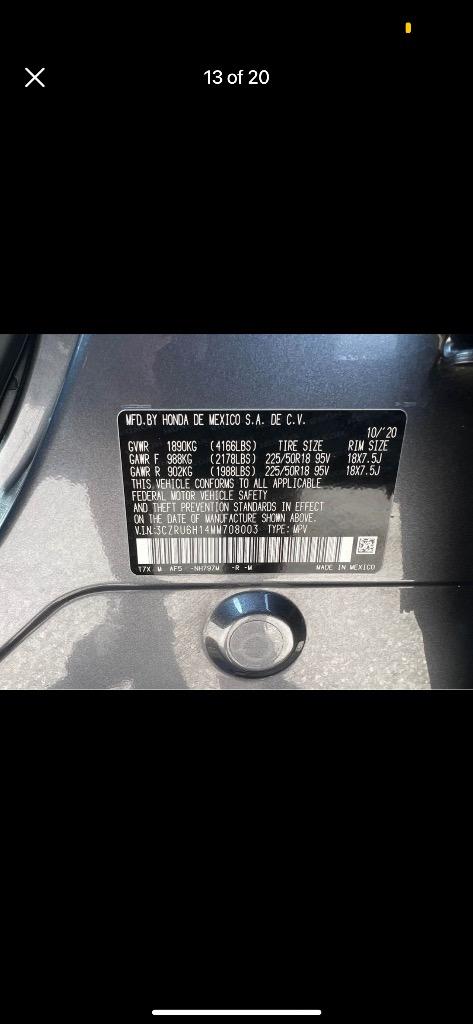 13 of 20
MFD.BY HONDA DE MEXICO S.A. DE C.V.
10/'20
GVWR 1890KG (4166LBS) TIRE SIZE RIM SIZE
GAWR F 988KG (2178LBS) 225/50R18 95V 18X7.5J
GAWR R 902KG (1988LBS) 225/50R18 95V 18X7.5J
THIS VEHICLE CONFORMS TO ALL APPLICABLE
FEDERAL MOTOR VEHICLE SAFETY
AND THEFT PREVENTION STANDARDS IN EFFECT
ON THE DATE OF MANUFACTURE SHOWN ABOVE.
V.I.N:3CZRU6H14MM708003 TYPE: MPV
T7X M AF5 -NH797M -R -M MADE IN MEXICO